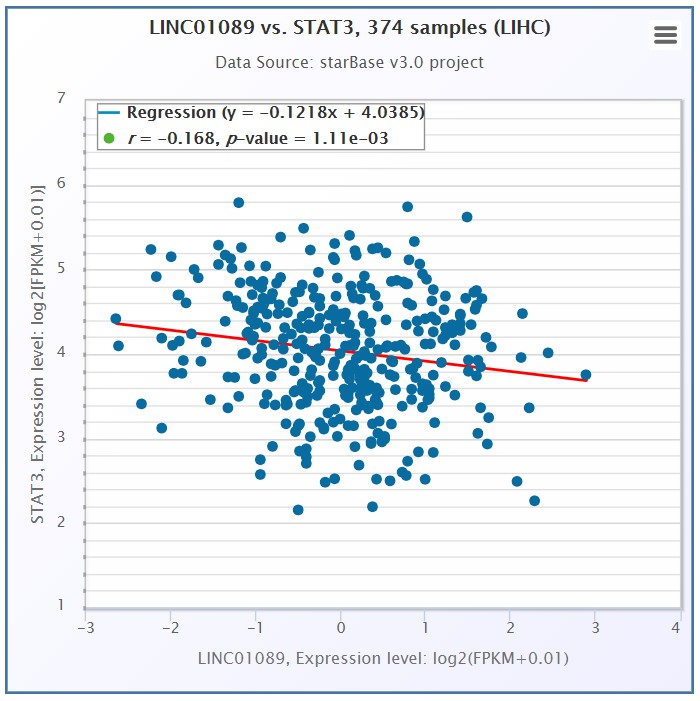 LINC01089 vs. STAT3, 374 samples (LIHC)
Data Source: starBase v3.0 project
Regression (y = −0.1218x + 4.0385)
r = −0.168, p−value = 1.11e−03
7
6
5
4
3
2
1
STAT3, Expression level: log2[FPKM+0.01)]
−3 −2 −1 0 1 2 3 4
LINC01089, Expression level: log2(FPKM+0.01)